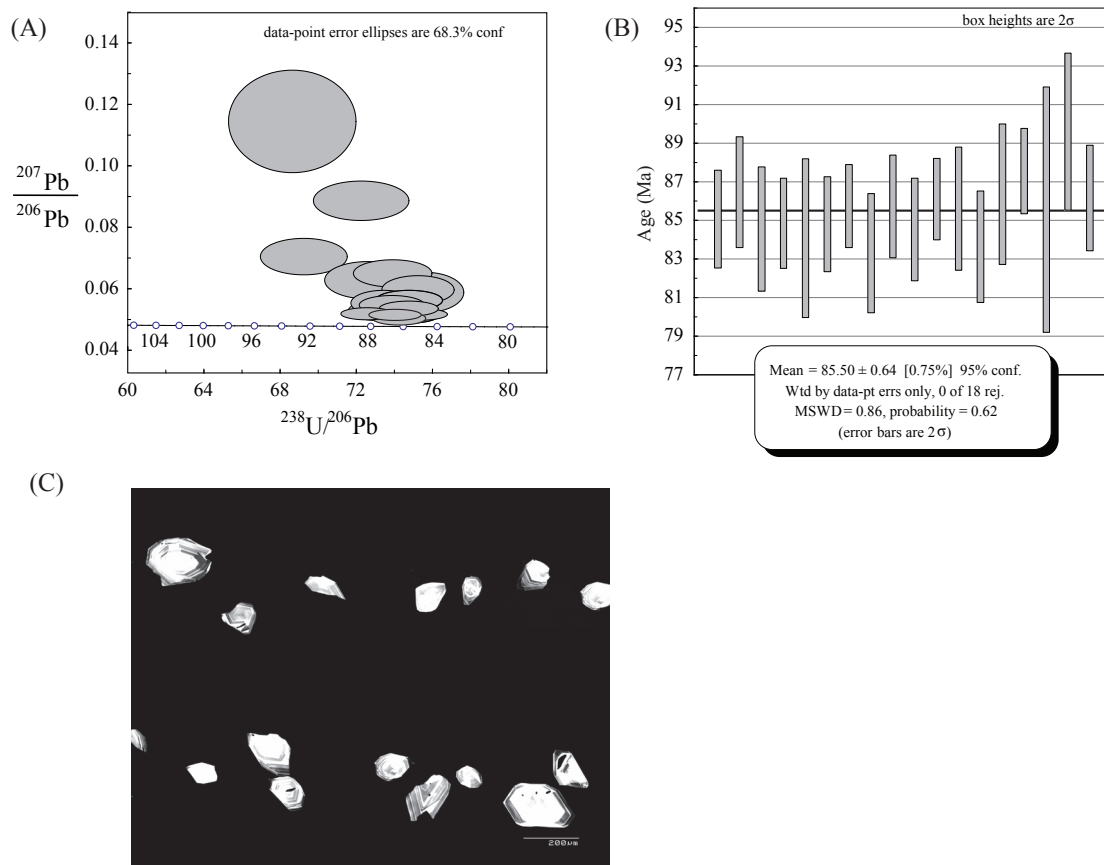 (A)
data-point error ellipses are 68.3% conf
0.14
0.12
0.10
0.08
0.06
0.04
207Pb
206Pb
104 100 96 92 88 84 80
60 64 68 72 76 80
238U/206Pb
(B)
box heights are 2σ
95
93
91
89
87
85
83
81
79
77
Age (Ma)
Mean = 85.50 ± 0.64 [0.75%] 95% conf.
Wtd by data-pt errs only, 0 of 18 rej.
MSWD = 0.86, probability = 0.62
(error bars are 2σ)
(C)
200µm